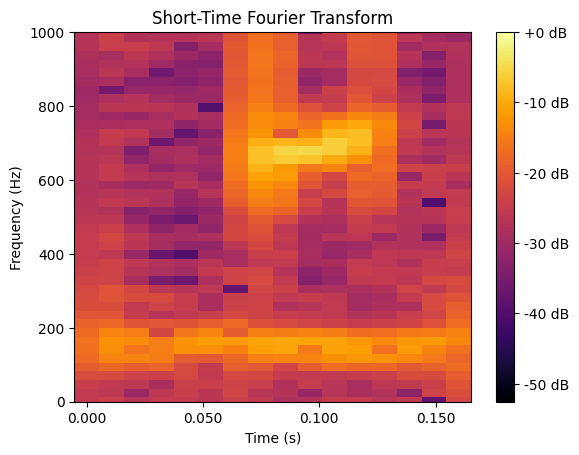 Short-Time Fourier Transform
Frequency (Hz)
1000
800
600
400
200
0
0.000
0.050
0.100
0.150
Time (s)
+0 dB
-10 dB
-20 dB
-30 dB
-40 dB
-50 dB